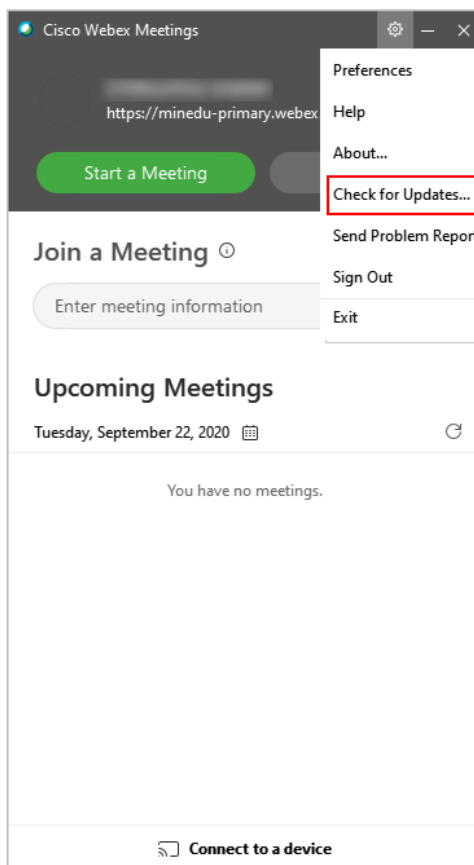 Cisco Webex Meetings
https://minedu-primary.webex.
Start a Meeting
Preferences
Help
About...
Check for Updates...
Send Problem Report
Sign Out
Exit
Join a Meeting
Enter meeting information
Upcoming Meetings
Tuesday, September 22, 2020
You have no meetings.
Connect to a device